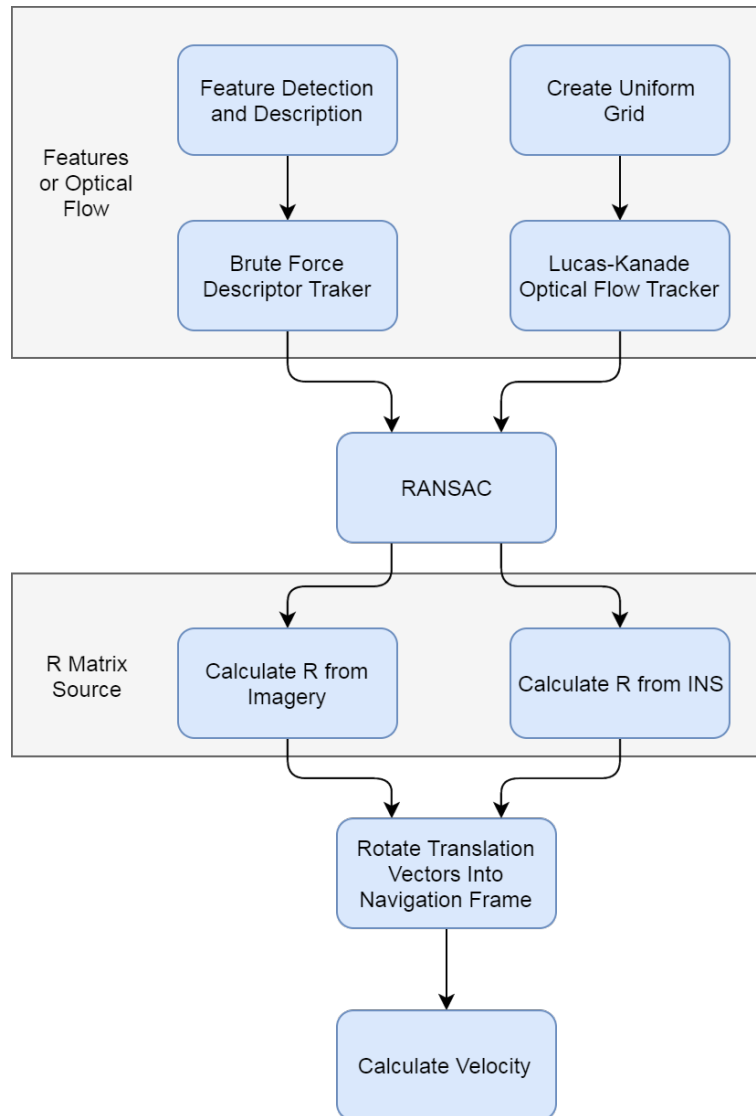 Feature Detection
and Description
Create Uniform
Grid
Features
or Optical
Flow
Brute Force
Descriptor Traker
Lucas-Kanade
Optical Flow Tracker
RANSAC
R Matrix
Source
Calculate R from
Imagery
Calculate R from INS
Rotate Translation
Vectors Into
Navigation Frame
Calculate Velocity